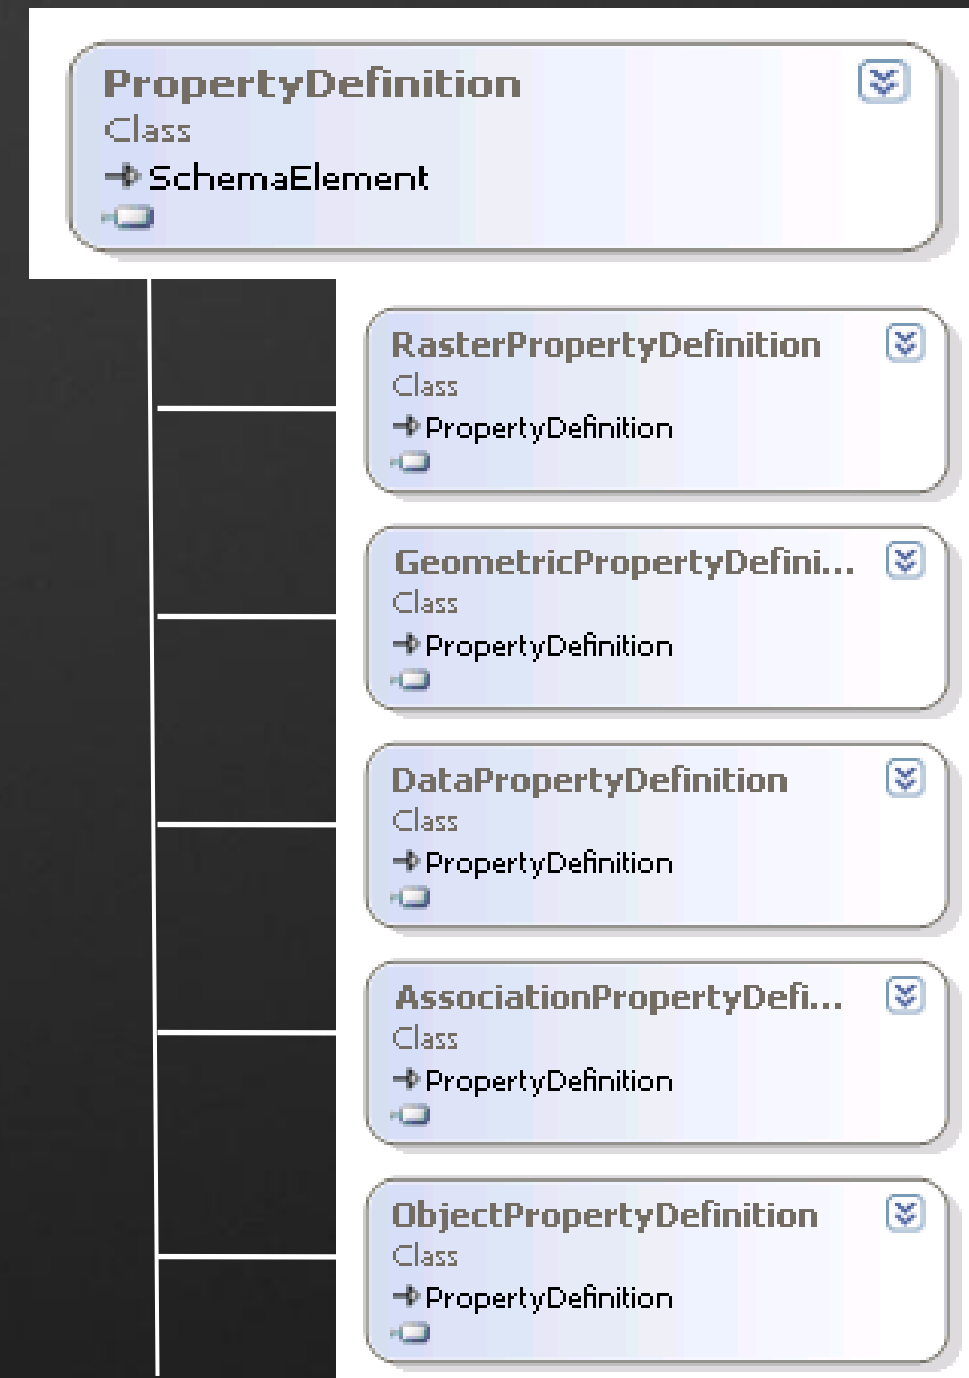 PropertyDefinition
Class
SchemaElement
RasterPropertyDefinition
Class
PropertyDefinition
GeometricPropertyDefini...
Class
PropertyDefinition
DataPropertyDefinition
Class
PropertyDefinition
AssociationPropertyDefi...
Class
PropertyDefinition
ObjectPropertyDefinition
Class
PropertyDefinition